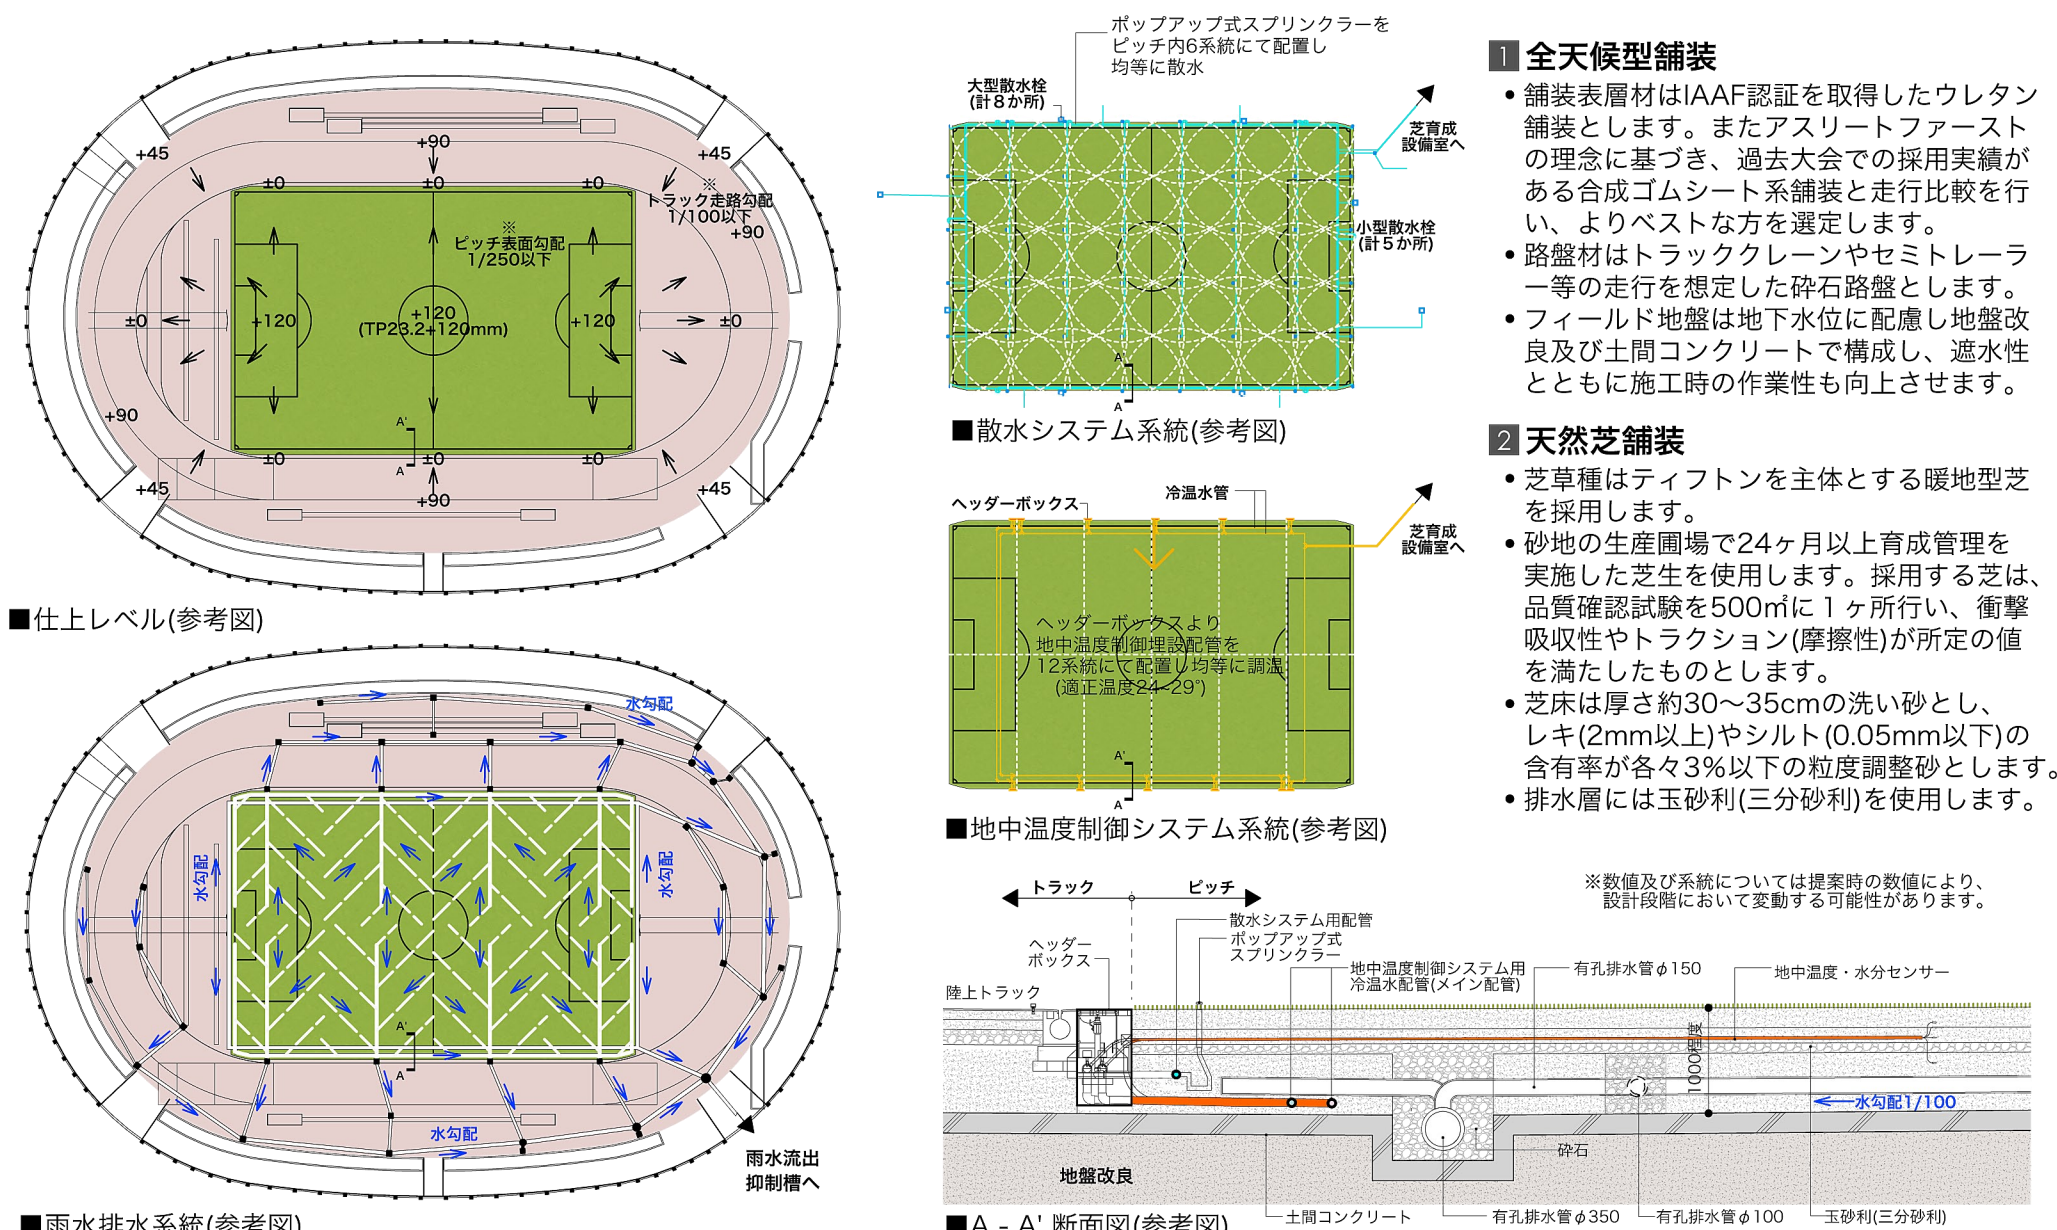 +90
+45
+45
±0
±0
±0
※
トラック走路勾配
1/100以下
+90
※
ピッチ表面勾配
1/250以下
±0
+120
+120
(TP23.2+120mm)
+120
±0
+90
A'
A
±0
±0
±0
+45
+90
+45
■仕上レベル(参考図)
水勾配
水勾配
水勾配
A'
A
水勾配
雨水流出
抑制槽へ
■雨水排水系統(参考図)
ポップアップ式スプリンクラーを
ピッチ内6系統にて配置し
均等に散水
大型散水栓
(計８か所)
芝育成
設備室へ
小型散水栓
(計５か所)
A'
A
■散水システム系統(参考図)
ヘッダーボックス
冷温水管
芝育成
設備室へ
ヘッダーボックスより
地中温度制御埋設配管を
12系統にて配置し均等に調温
(適正温度24~29°)
A'
A
■地中温度制御システム系統(参考図)
1 全天候型舗装
• 舗装表層材はIAAF認証を取得したウレタン
舗装とします。またアスリートファースト
の理念に基づき、過去大会での採用実績が
ある合成ゴムシート系舗装と走行比較を行
い、よりベストな方を選定します。
• 路盤材はトラッククレーンやセミトレーラ
ー等の走行を想定した砕石路盤とします。
• フィールド地盤は地下水位に配慮し地盤改
良及び土間コンクリートで構成し、遮水性
とともに施工時の作業性も向上させます。
2 天然芝舗装
• 芝草種はティフトンを主体とする暖地型芝
を採用します。
• 砂地の生産圃場で24ヶ月以上育成管理を
実施した芝生を使用します。採用する芝は、
品質確認試験を500㎡に１ヶ所行い、衝撃
吸収性やトラクション(摩擦性)が所定の値
を満たしたものとします。
• 芝床は厚さ約30〜35cmの洗い砂とし、
レキ(2mm以上)やシルト(0.05mm以下)の
含有率が各々3%以下の粒度調整砂とします。
• 排水層には玉砂利(三分砂利)を使用します。
※数値及び系統については提案時の数値により、
設計段階において変動する可能性があります。
トラック
ピッチ
散水システム用配管
ポップアップ式
スプリンクラー
ヘッダー
ボックス
地中温度制御システム用
冷温水配管(メイン配管)
有孔排水管φ150
地中温度・水分センサー
陸上トラック
1000程度
水勾配1/100
砕石
地盤改良
土間コンクリート
有孔排水管φ350
有孔排水管φ100
玉砂利(三分砂利)
■A - A' 断面図(参考図)